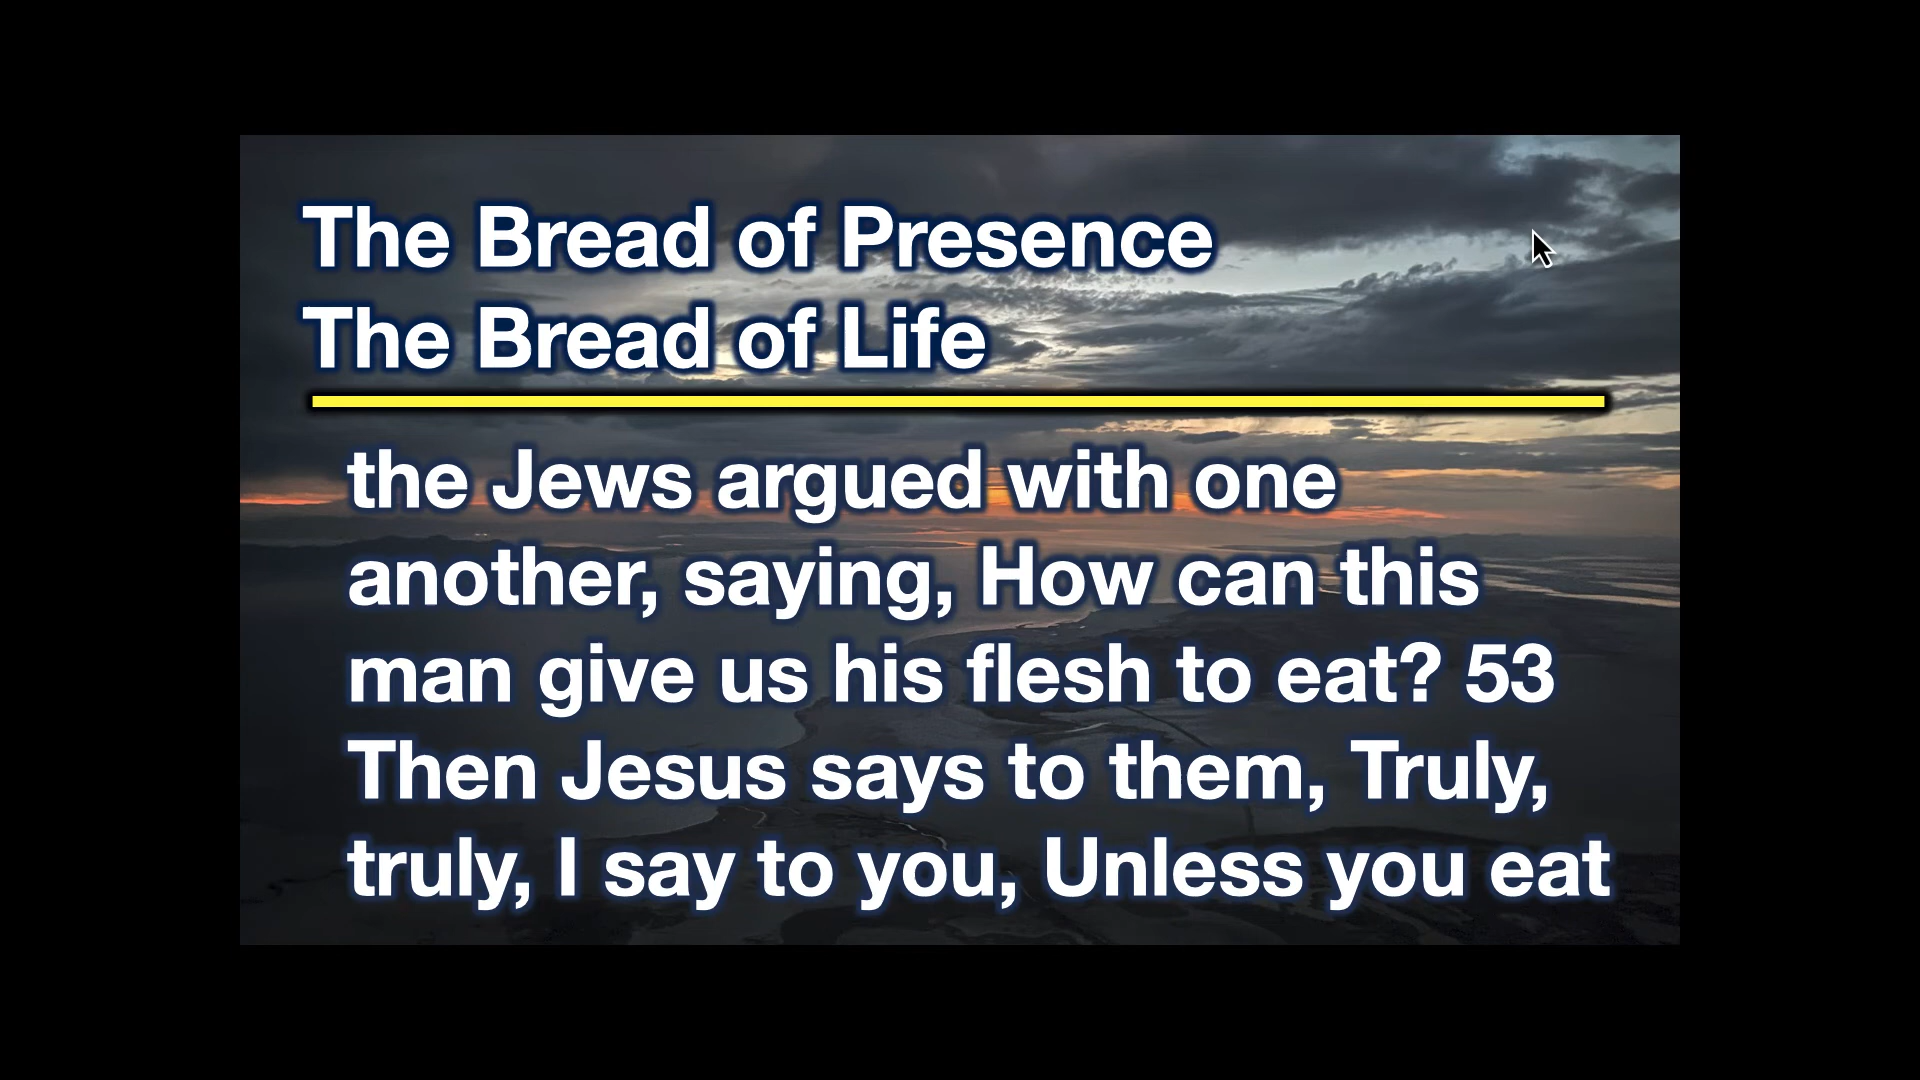 The Bread of Presence
The Bread of Life
the Jews argued with one
another, saying, How can this
man give us his flesh to eat? 53
Then Jesus says to them, Truly,
truly, I say to you, Unless you eat